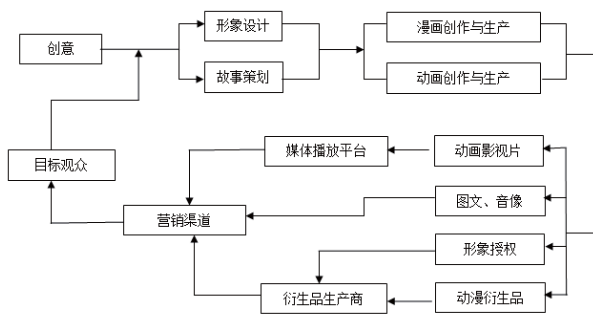 创意
形象设计
故事策划
漫画创作与生产
动画创作与生产
目标观众
媒体播放平台
动画影视片
营销渠道
图文、音像
形象授权
衍生品生产商
动漫衍生品